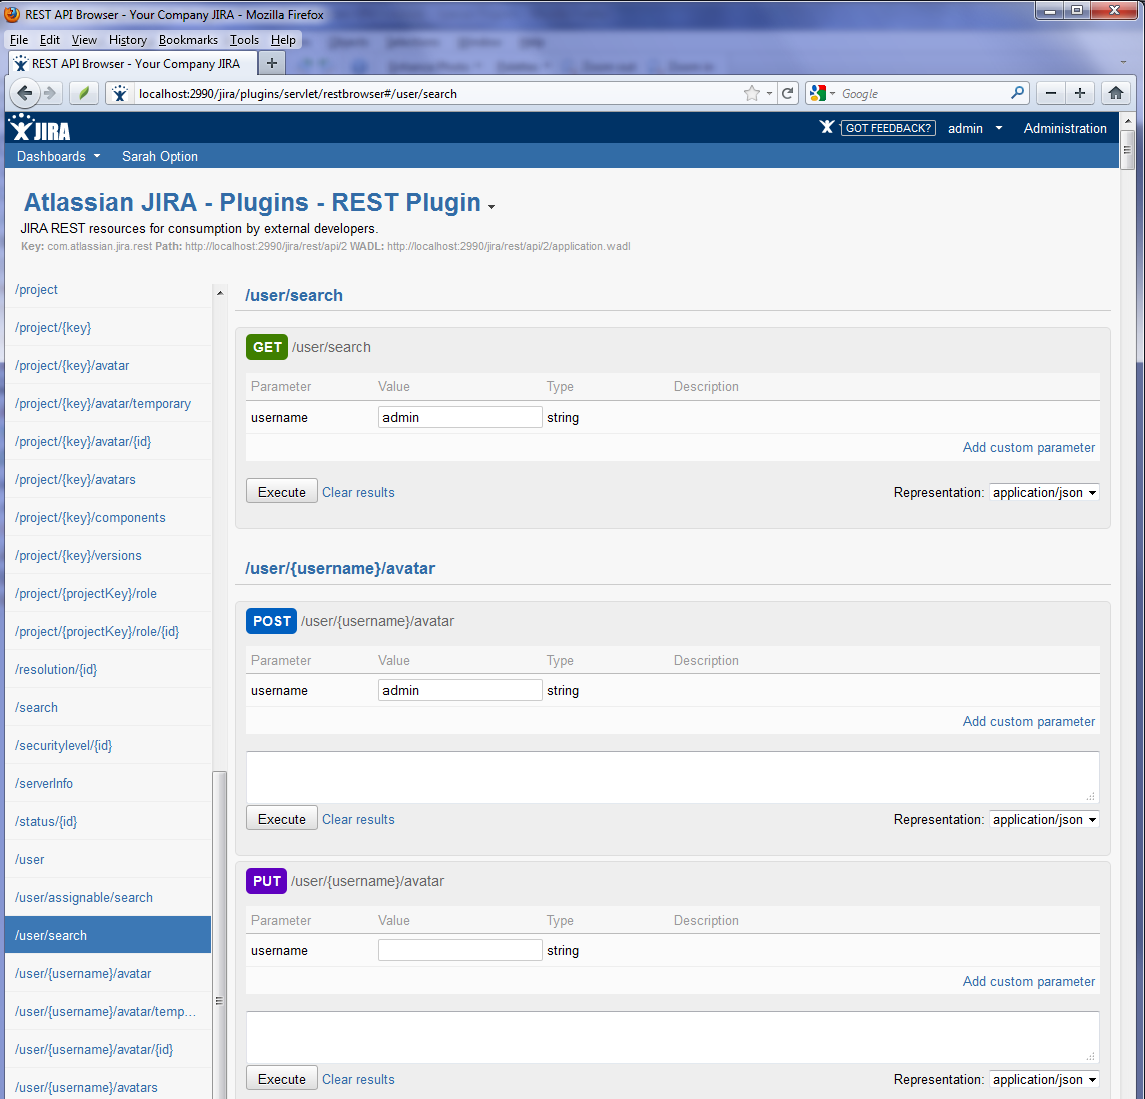 REST API Browser - Your Company JIRA - Mozilla Firefox
File Edit View History Bookmarks Tools Help
REST API Browser - Your Company JIRA +
localhost:2990/jira/plugins/servlet/restbrowser#/user/search Google
JIRA GOT FEEDBACK? admin Administration
Dashboards Sarah Option
Atlassian JIRA - Plugins - REST Plugin
JIRA REST resources for consumption by external developers.
Key: com.atlassian.jira.rest Path: http://localhost:2990/jira/rest/api/2 WADL: http://localhost:2990/jira/rest/api/2/application.wadl
/project
/project/{key}
/project/{key}/avatar
/project/{key}/avatar/temporary
/project/{key}/avatar/{id}
/project/{key}/avatars
/project/{key}/components
/project/{key}/versions
/project/{projectKey}/role
/project/{projectKey}/role/{id}
/resolution/{id}
/search
/securitylevel/{id}
/serverInfo
/status/{id}
/user
/user/assignable/search
/user/search
/user/{username}/avatar
/user/{username}/avatar/temp...
/user/{username}/avatar/{id}
/user/{username}/avatars
/user/search
GET /user/search
Parameter Value Type Description
username admin string
Add custom parameter
Execute Clear results Representation: application/json
/user/{username}/avatar
POST /user/{username}/avatar
Parameter Value Type Description
username admin string
Add custom parameter
Execute Clear results Representation: application/json
PUT /user/{username}/avatar
Parameter Value Type Description
username string
Add custom parameter
Execute Clear results Representation: application/json